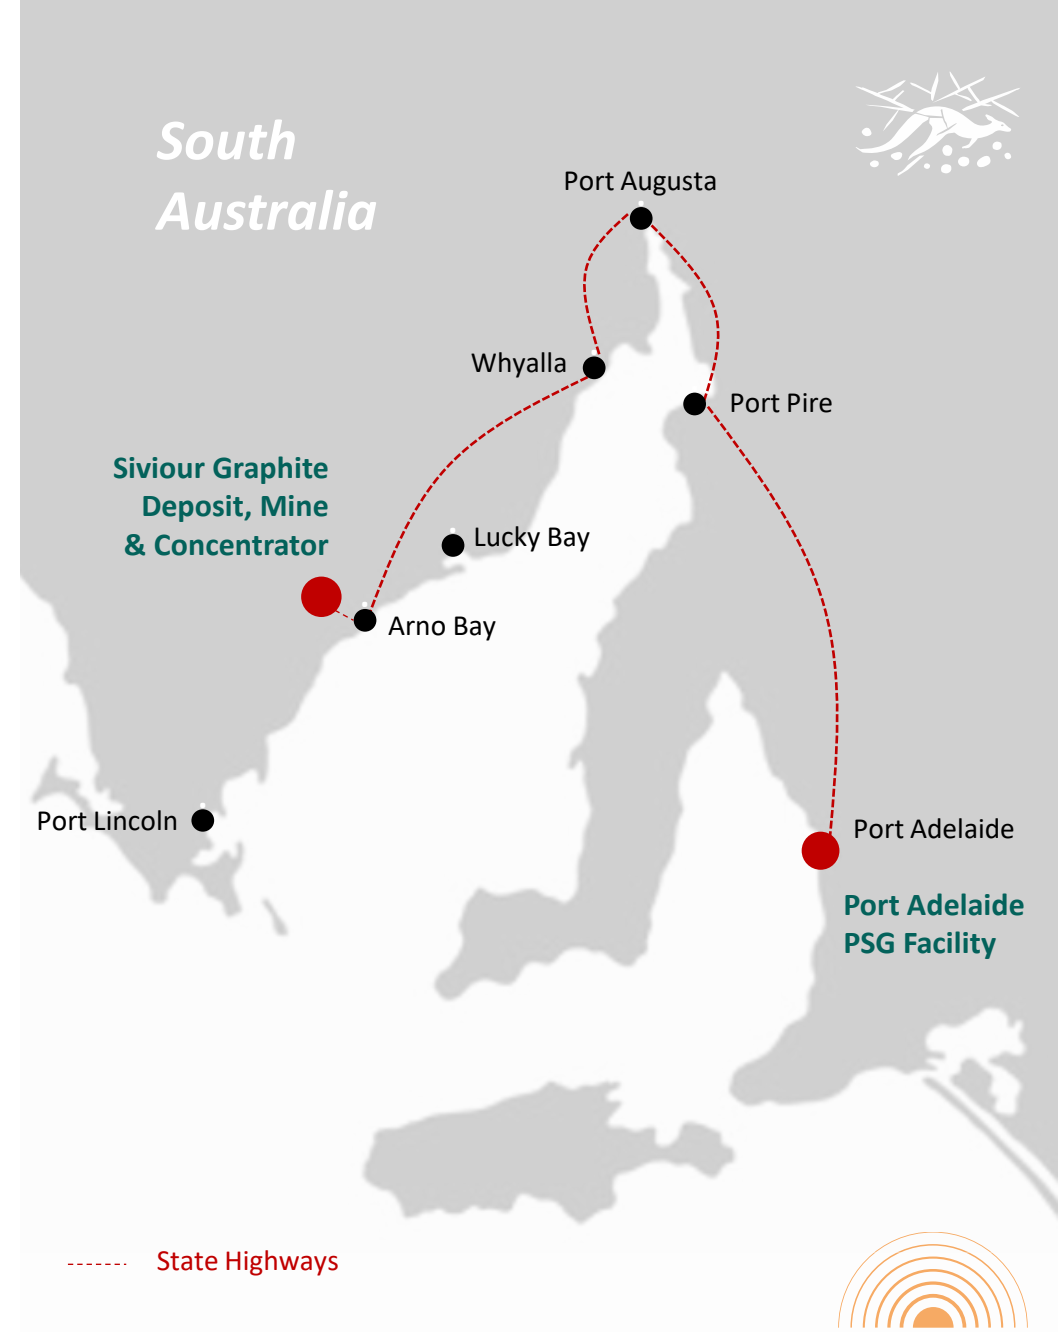 South
Australia
Port Augusta
Whyalla
Port Pire
Siviour Graphite
Deposit, Mine
& Concentrator
Lucky Bay
Arno Bay
Port Lincoln
Port Adelaide
Port Adelaide
PSG Facility
State Highways